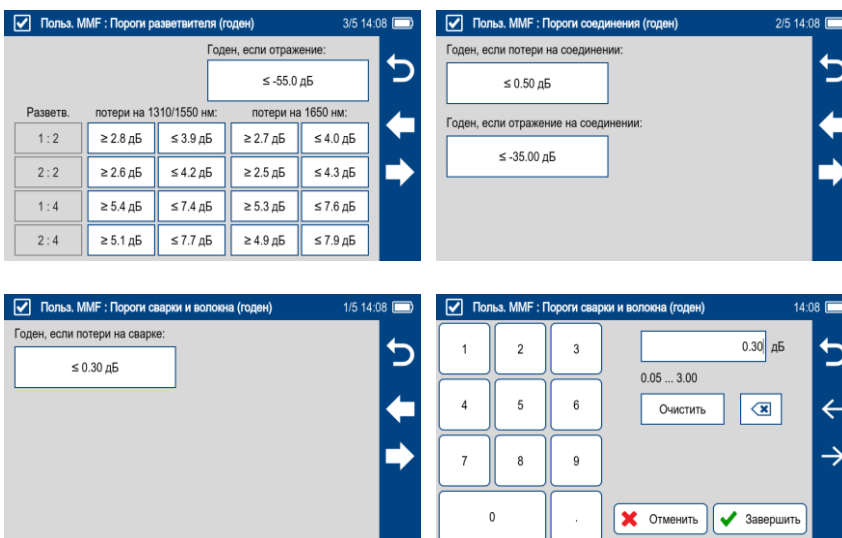 Польз. MMF : Пороги разветвителя (годен) 3/5 14:08
Годен, если отражение:
≤ -55.0 дБ
Разветв. потери на 1310/1550 нм: потери на 1650 нм:
1 : 2 ≥ 2.8 дБ ≤ 3.9 дБ ≥ 2.7 дБ ≤ 4.0 дБ
2 : 2 ≥ 2.6 дБ ≤ 4.2 дБ ≥ 2.5 дБ ≤ 4.3 дБ
1 : 4 ≥ 5.4 дБ ≤ 7.4 дБ ≥ 5.3 дБ ≤ 7.6 дБ
2 : 4 ≥ 5.1 дБ ≤ 7.7 дБ ≥ 4.9 дБ ≤ 7.9 дБ
Польз. MMF : Пороги соединения (годен) 2/5 14:08
Годен, если потери на соединении:
≤ 0.50 дБ
Годен, если отражение на соединении:
≤ -35.00 дБ
Польз. MMF : Пороги сварки и волокна (годен) 1/5 14:08
Годен, если потери на сварке:
≤ 0.30 дБ
Польз. MMF : Пороги сварки и волокна (годен) 14:08
1 2 3 0.30 дБ
0.05 ... 3.00
4 5 6 Очистить
7 8 9
0 . Отменить Завершить